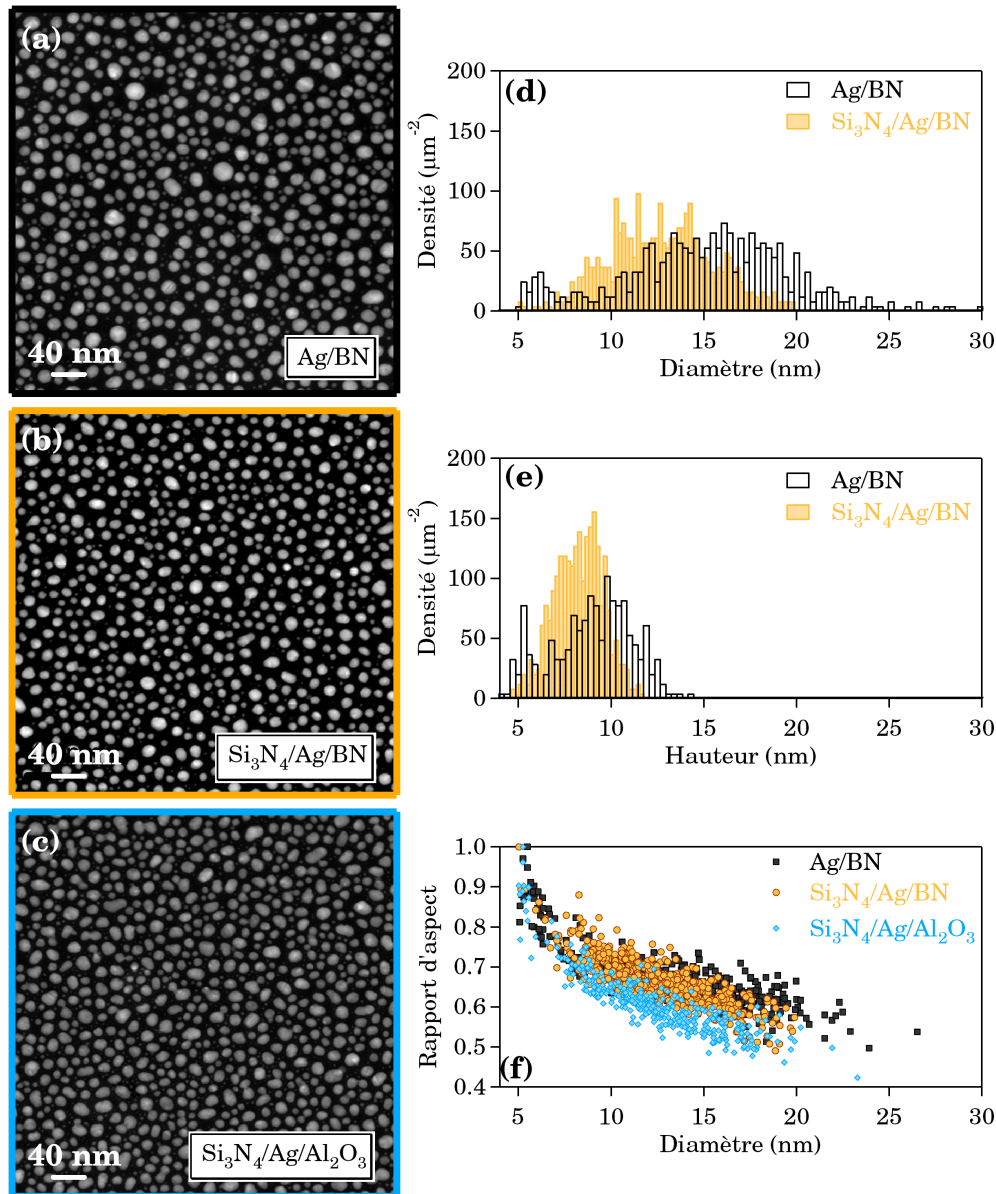 (a)
40 nm
Ag/BN
(b)
40 nm
Si₃N₄/Ag/BN
(c)
40 nm
Si₃N₄/Ag/Al₂O₃
(d)
Ag/BN
Si₃N₄/Ag/BN
Densité (μm⁻²)
200
150
100
50
0
5 10 15 20 25 30
Diamètre (nm)
(e)
Ag/BN
Si₃N₄/Ag/BN
Densité (μm⁻²)
200
150
100
50
0
5 10 15 20 25 30
Hauteur (nm)
Ag/BN
Si₃N₄/Ag/BN
Si₃N₄/Ag/Al₂O₃
Rapport d'aspect
1.0
0.9
0.8
0.7
0.6
0.5
0.4
(f)
5 10 15 20 25 30
Diamètre (nm)